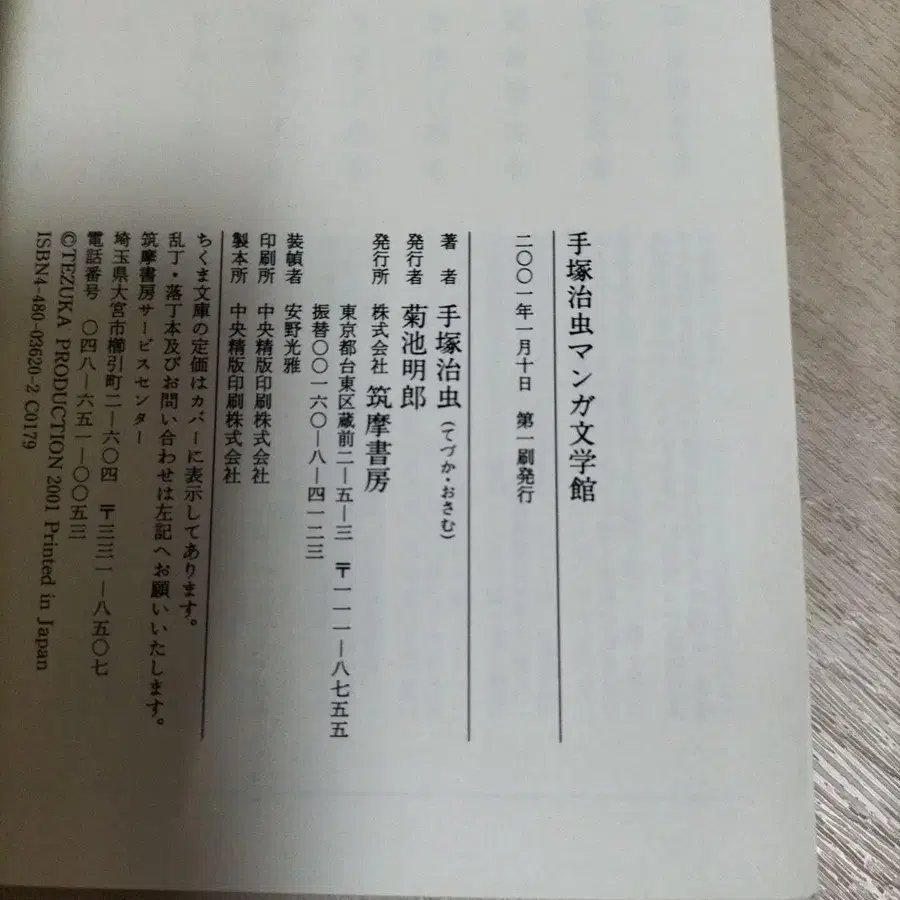 手塚治虫マンガ文学館
二〇〇一年一月十日　第一刷発行
著　者　手塚治虫（てづか・おさむ）
発行者　菊池明郎
発行所　株式会社 筑摩書房
東京都台東区蔵前二—五—三　〒一一一—八七五五
振替〇〇一六〇—八—四一二三
装幀者　安野光雅
印刷所　中央精版印刷株式会社
製本所　中央精版印刷株式会社
ちくま文庫の定価はカバーに表示してあります。
乱丁・落丁本及びお問い合わせは左記へお願いいたします。
筑摩書房サービスセンター
埼玉県大宮市櫛引町二—六〇四　〒三三一—八五〇七
電話番号　〇四八—六五一—〇〇五三
©TEZUKA PRODUCTION 2001 Printed in Japan
ISBN4-480-03620-2 C0179